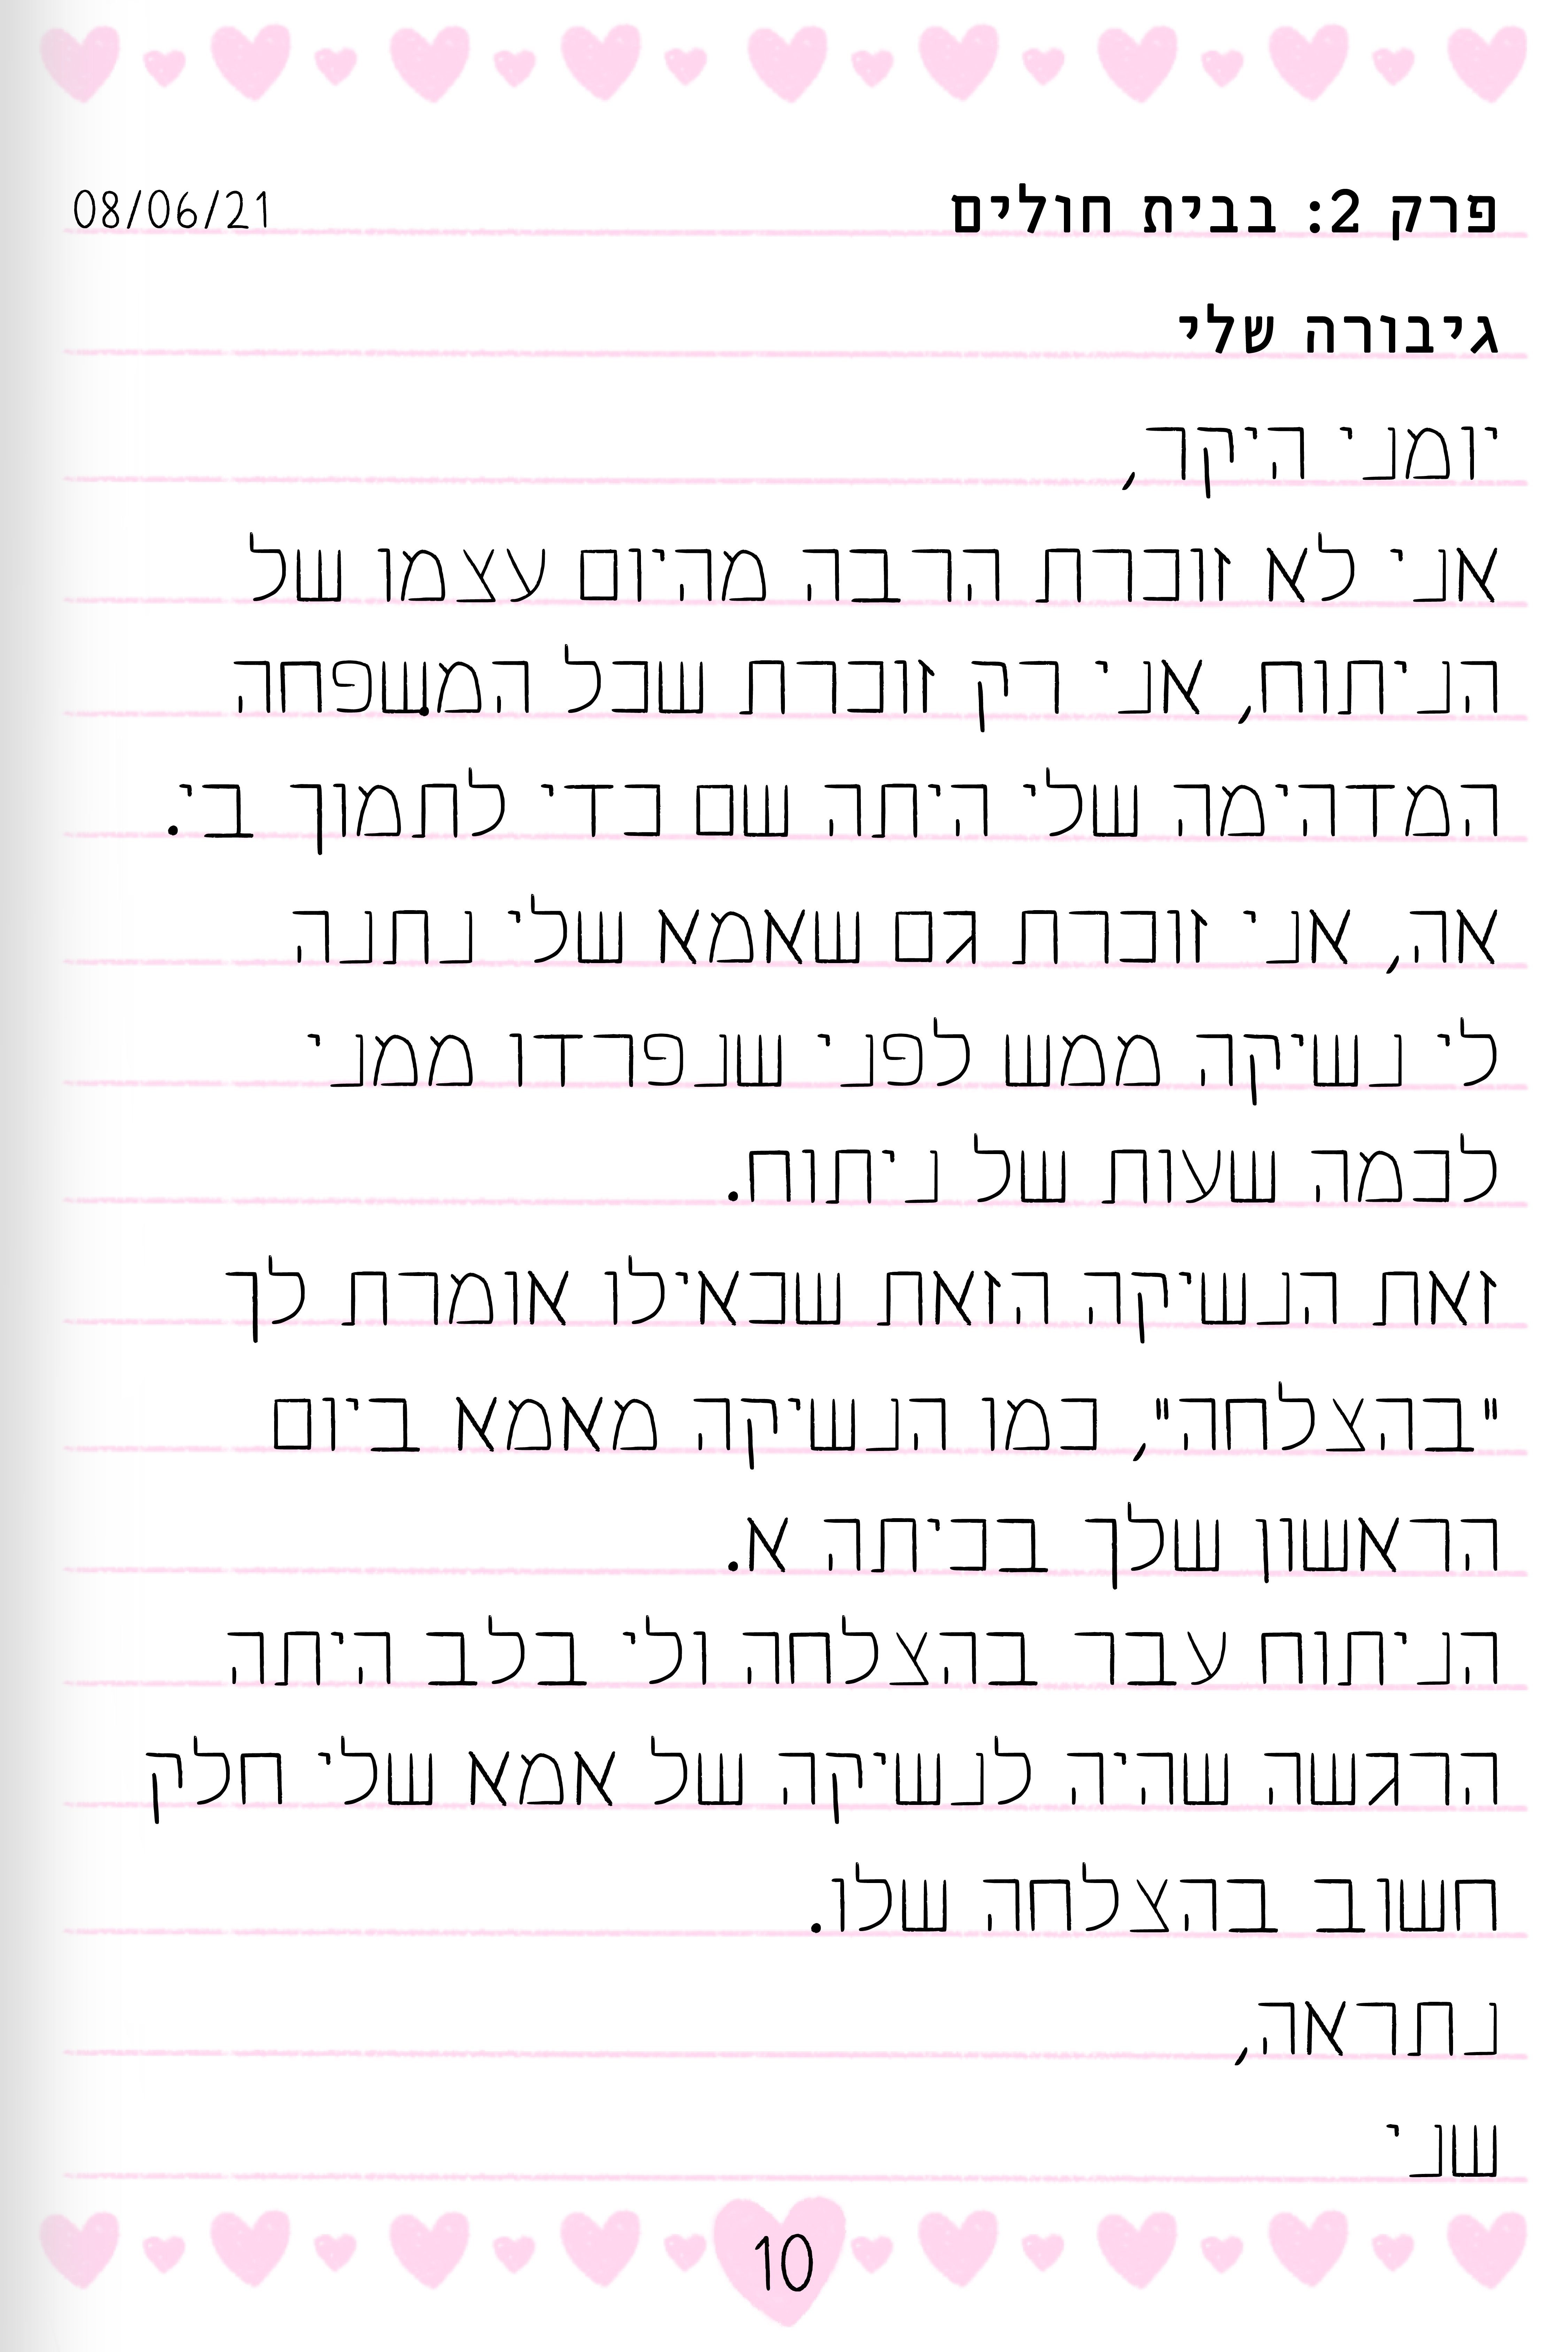 פרק 2: בבית חולים 08/06/21
גיבורה שלי
יומני היקר,
אני לא זוכרת הרבה מהיום עצמו של
הניתוח, אני רק זוכרת שכל המשפחה
המדהימה שלי היתה שם כדי לתמוך בי.
אה, אני זוכרת גם שאמא שלי נתנה
לי נשיקה ממש לפני שנפרדו ממני
לכמה שעות של ניתוח.
זאת הנשיקה הזאת שכאילו אומרת לך
"בהצלחה", כמו הנשיקה מאמא ביום
הראשון שלך בכיתה א.
הניתוח עבר בהצלחה ולי בלב היתה
הרגשה שהיה לנשיקה של אמא שלי חלק
חשוב בהצלחה שלו.
נתראה,
שני
10